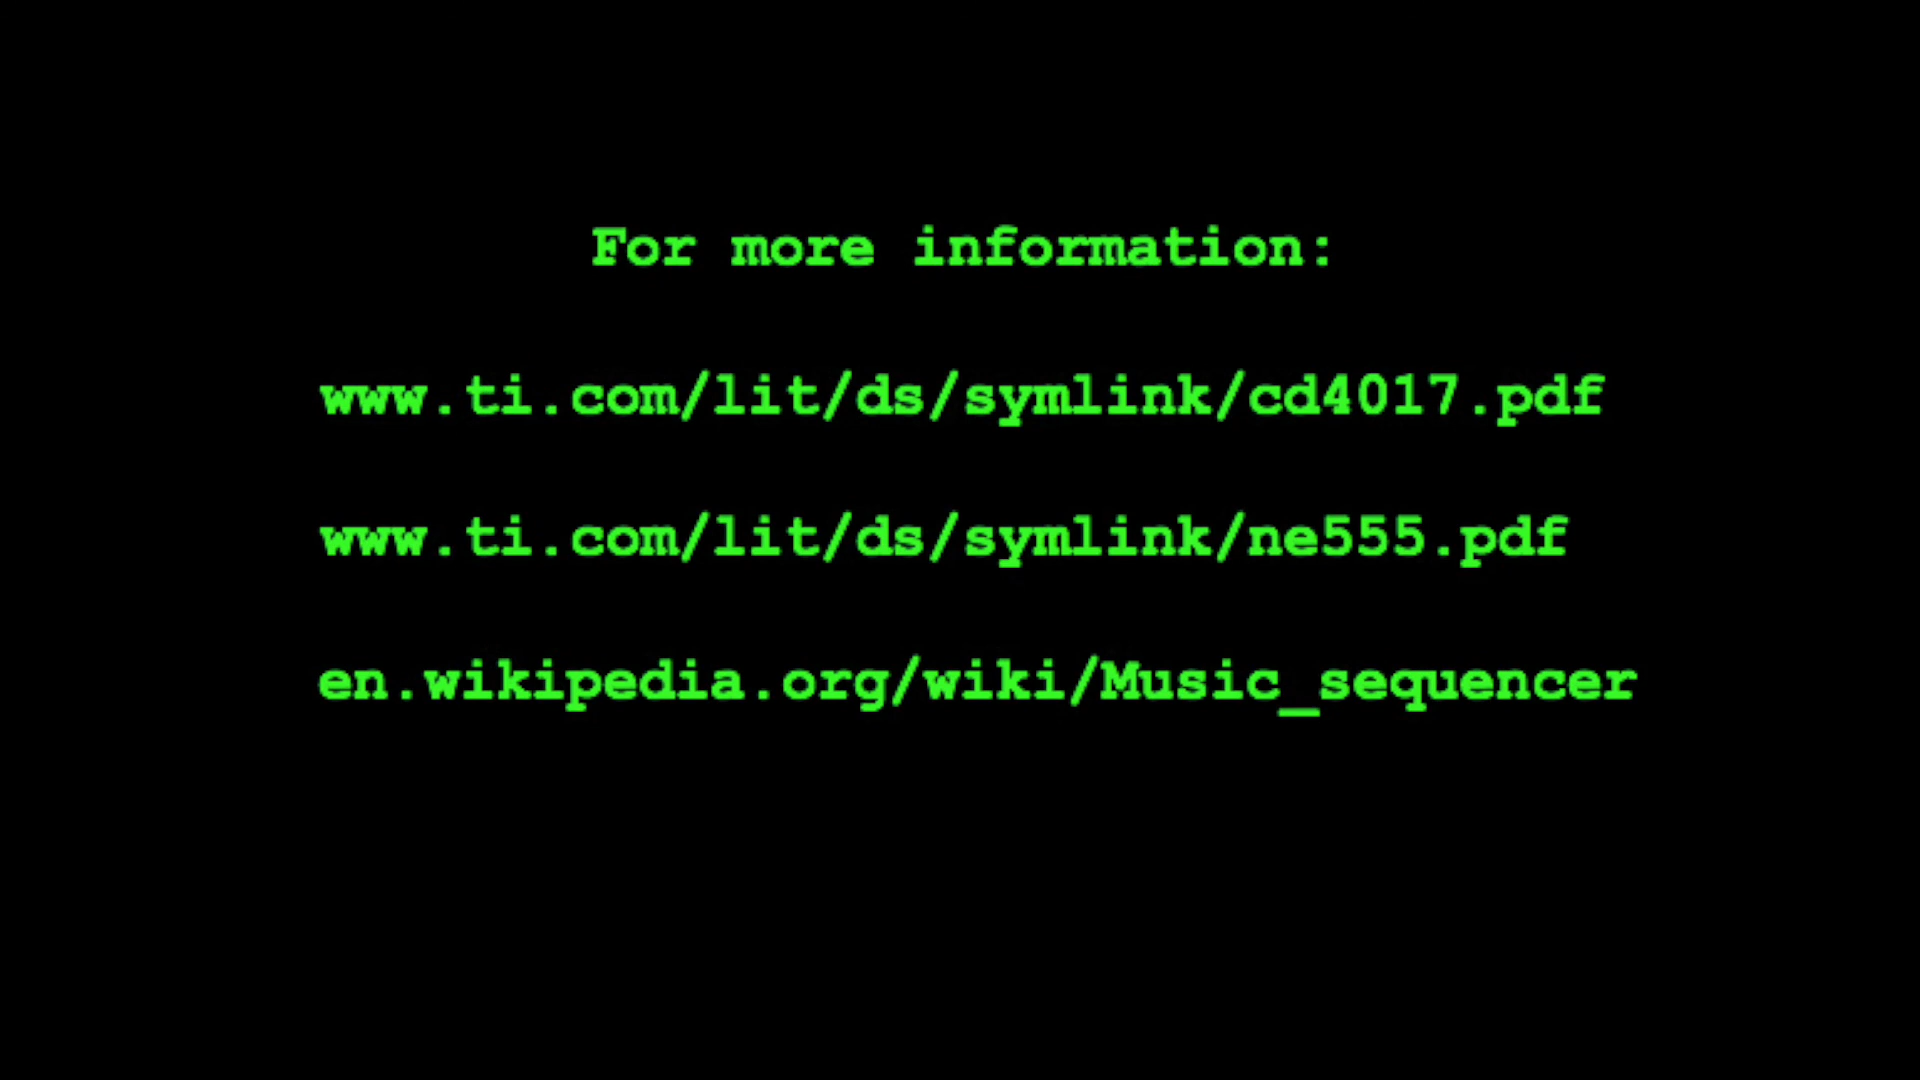 For more information:
www.ti.com/lit/ds/symlink/cd4017.pdf
www.ti.com/lit/ds/symlink/ne555.pdf
en.wikipedia.org/wiki/Music_sequencer